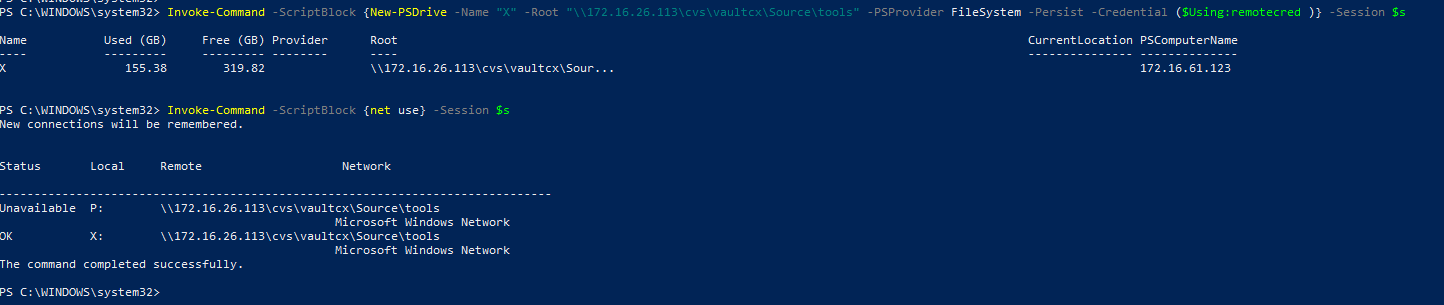 PS C:\WINDOWS\system32> Invoke-Command -ScriptBlock {New-PSDrive -Name "X" -Root "\\172.16.26.113\cvs\vaultcx\Source\tools" -PSProvider FileSystem -Persist -Credential ($Using:remotecred )} -Session $s
Name Used (GB) Free (GB) Provider Root CurrentLocation PSComputerName
---- --------- --------- -------- ---- --------------- --------------
X 155.38 319.82 \\172.16.26.113\cvs\vaultcx\Sour... 172.16.61.123
PS C:\WINDOWS\system32> Invoke-Command -ScriptBlock {net use} -Session $s
New connections will be remembered.
Status Local Remote Network
-------------------------------------------------------------------------------
Unavailable P: \\172.16.26.113\cvs\vaultcx\Source\tools
Microsoft Windows Network
OK X: \\172.16.26.113\cvs\vaultcx\Source\tools
Microsoft Windows Network
The command completed successfully.
PS C:\WINDOWS\system32>